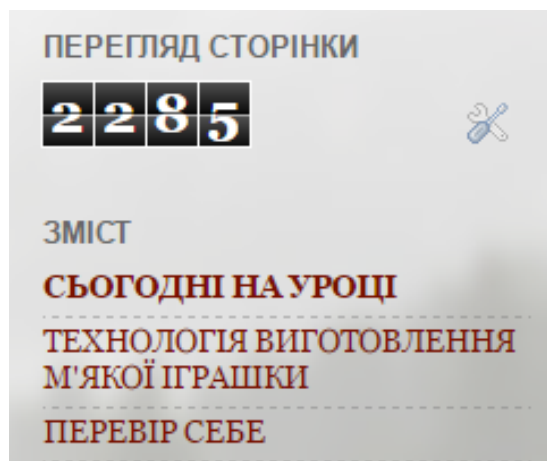 ПЕРЕГЛЯД СТОРІНКИ
2285
ЗМІСТ
СЬОГОДНІ НА УРОЦІ
ТЕХНОЛОГІЯ ВИГОТОВЛЕННЯ
М'ЯКОЇ ІГРАШКИ
ПЕРЕВІР СЕБЕ